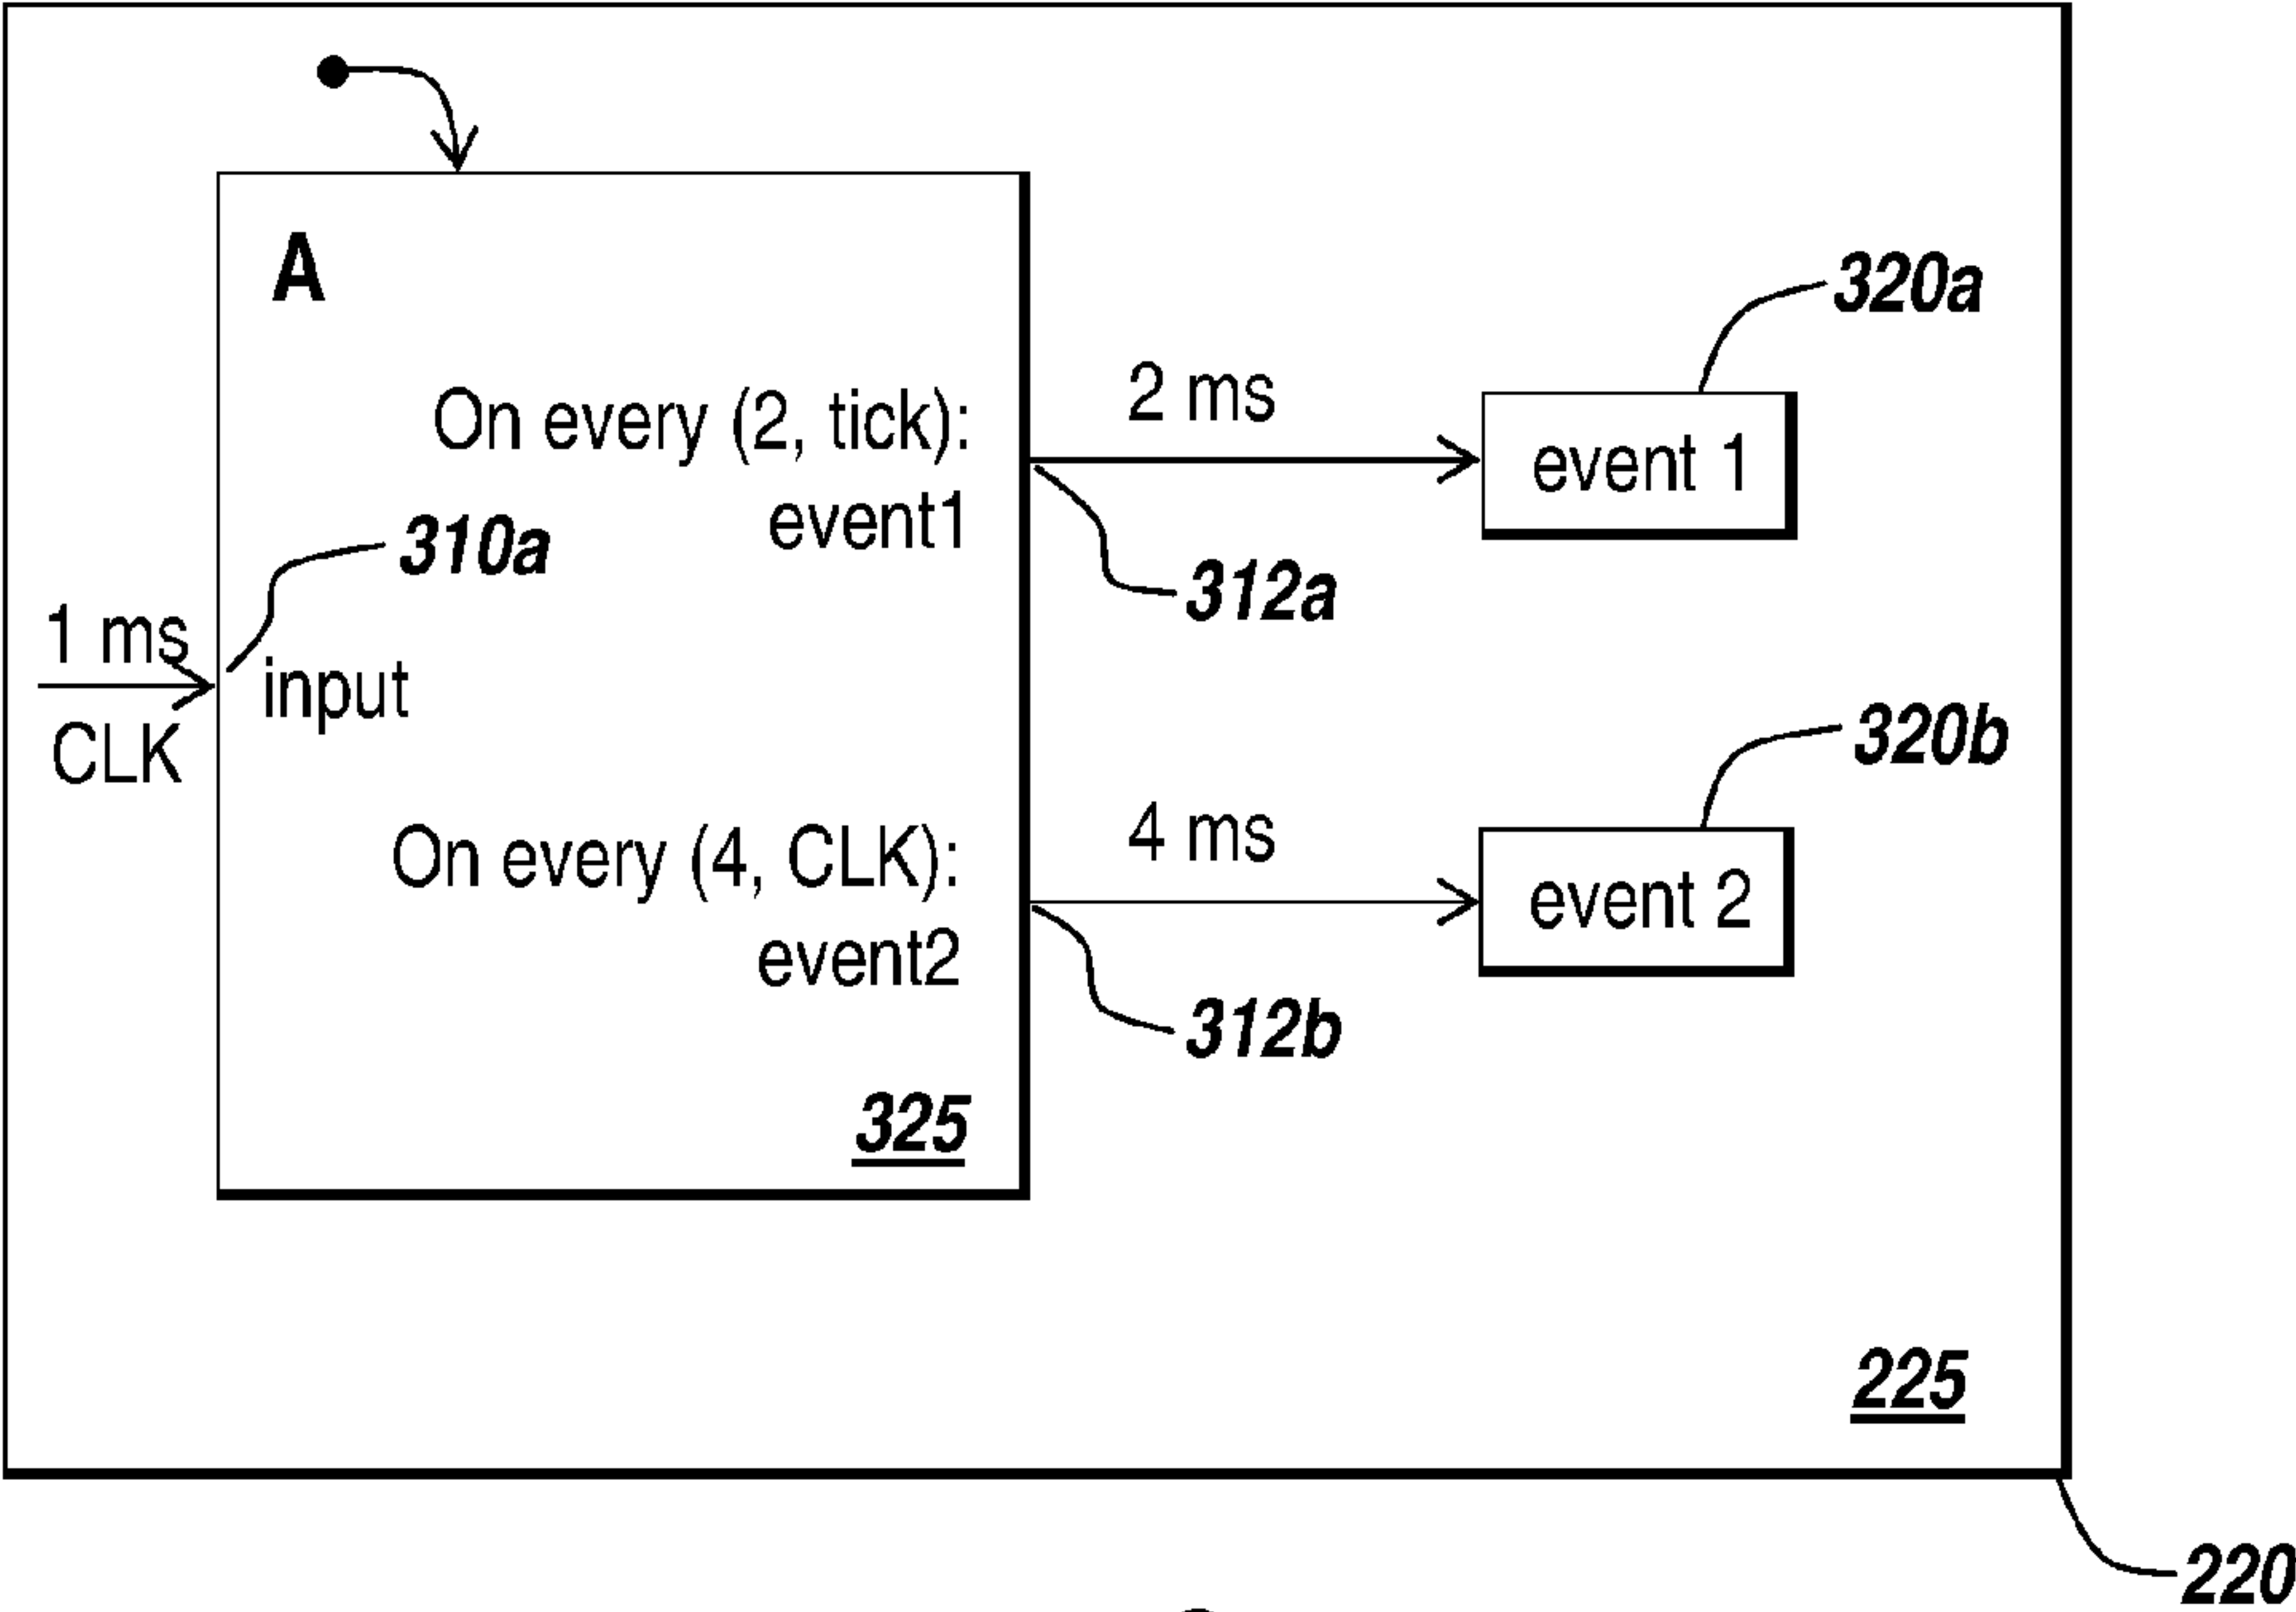 A
320a
2 ms
On every (2, tick):
event 1
event1
310a
312a
1 ms
input
CLK
320b
4 ms
On every (4, CLK):
event 2
event2
312b
325
225
220